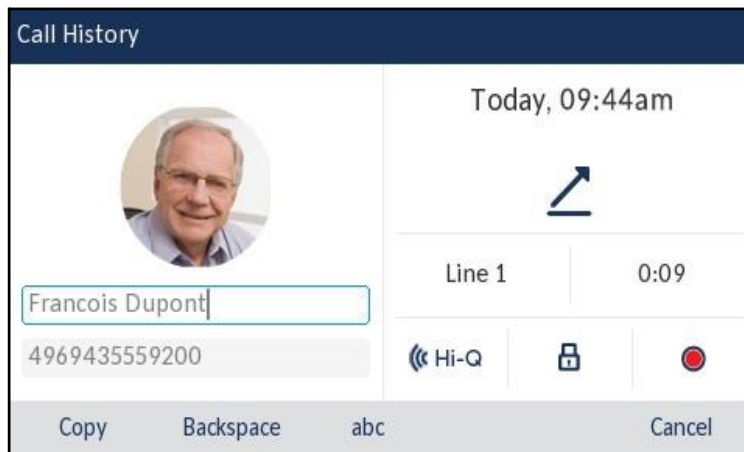 Call History
Francois Dupont
4969435559200
Today, 09:44am
Line 1 0:09
Hi-Q
Copy Backspace abc Cancel